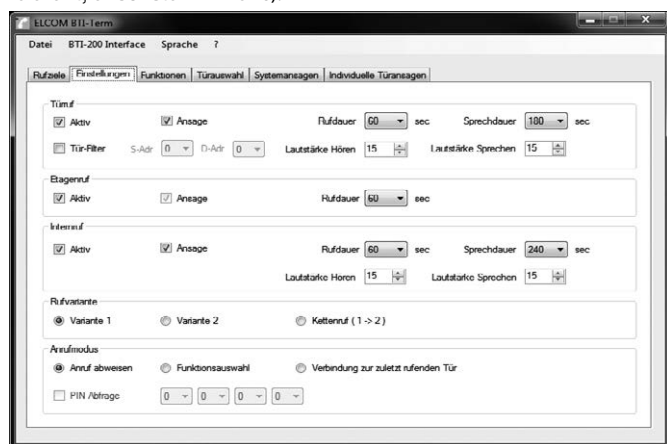 ELCOM BTI-Term
Datei BTI-200 Interface Sprache ?
Rufziele Einstellungen Funktionen Türauswahl Systemansagen Individuelle Türansagen
Türruf
Aktiv Ansage Rufdauer 60 sec Sprechdauer 180 sec
Tür-Filter S-Adr 0 D-Adr 0 Lautstärke Hören 15 Lautstärke Sprechen 15
Etagenruf
Aktiv Ansage Rufdauer 60 sec
Internruf
Aktiv Ansage Rufdauer 60 sec Sprechdauer 240 sec
Lautstärke Hören 15 Lautstärke Sprechen 15
Rufvariante
Variante 1 Variante 2 Kettenruf ( 1 -> 2 )
Anrufmodus
Anruf abweisen Funktionsauswahl Verbindung zur zuletzt rufenden Tür
PIN Abfrage 0 0 0 0